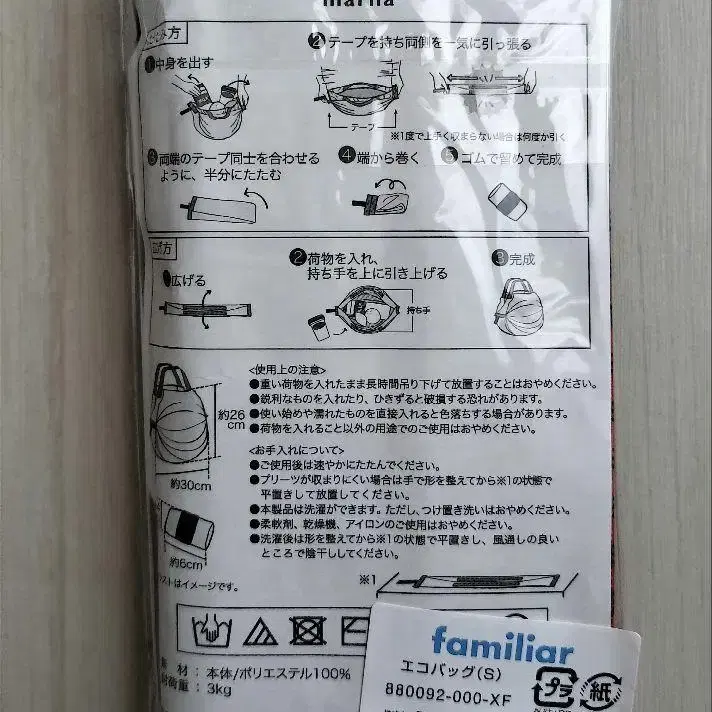 marna
たたみ方
❶中身を出す
❷テープを持ち両側を一気に引っ張る
テープ
※1度で上手く収まらない場合は何度か引く
❸両端のテープ同士を合わせる
ように、半分にたたむ
❹端から巻く
❺ゴムで留めて完成
広げ方
❶広げる
❷荷物を入れ、
持ち手を上に引き上げる
持ち手
❸完成
約26
cm
約30cm
約6cm
<使用上の注意>
●重い荷物を入れたまま長時間吊り下げて放置することはおやめください。
●鋭利なものを入れたり、ひきずると破損する恐れがあります。
●使い始めや濡れたものを直接入れると色落ちする場合があります。
●荷物を入れること以外の用途でのご使用はおやめください。
<お手入れについて>
●ご使用後は速やかにたたんでください。
●プリーツが収まりにくい場合は手で形を整えてから※1の状態で
平置きして放置してください。
●本製品は洗濯ができます。ただし、つけ置き洗いはおやめください。
●柔軟剤、乾燥機、アイロンのご使用はおやめください。
●洗濯後は形を整えてから※1の状態で平置きし、風通しの良い
ところで陰干ししてください。
ラストはイメージです。
※1
素 材：本体/ポリエステル100%
耐荷重：3kg
familiar
エコバッグ(S)
880092-000-XF
プラ
紙